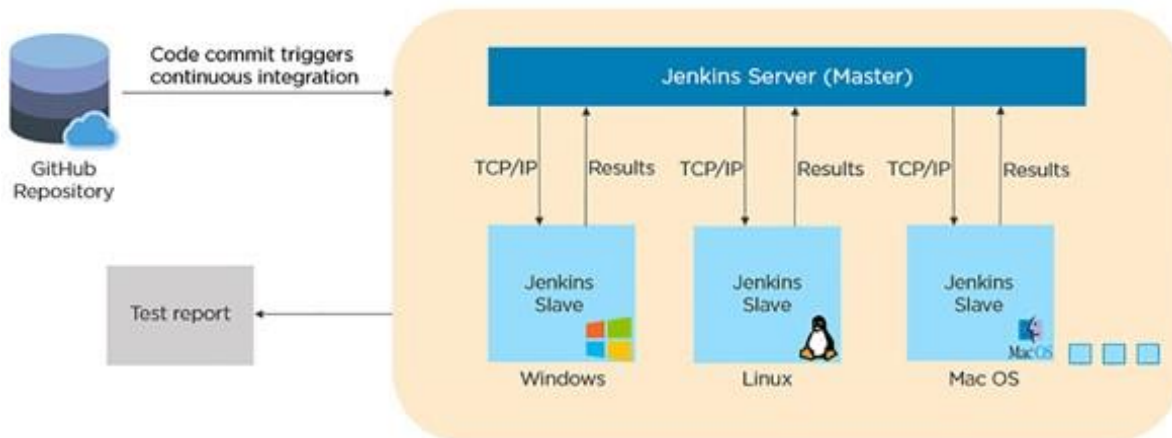 Code commit triggers
continuous integration
GitHub
Repository
Test report
Jenkins Server (Master)
TCP/IP
Results
TCP/IP
Results
TCP/IP
Results
Jenkins
Slave
Windows
Jenkins
Slave
Linux
Jenkins
Slave
MacOS
Mac OS